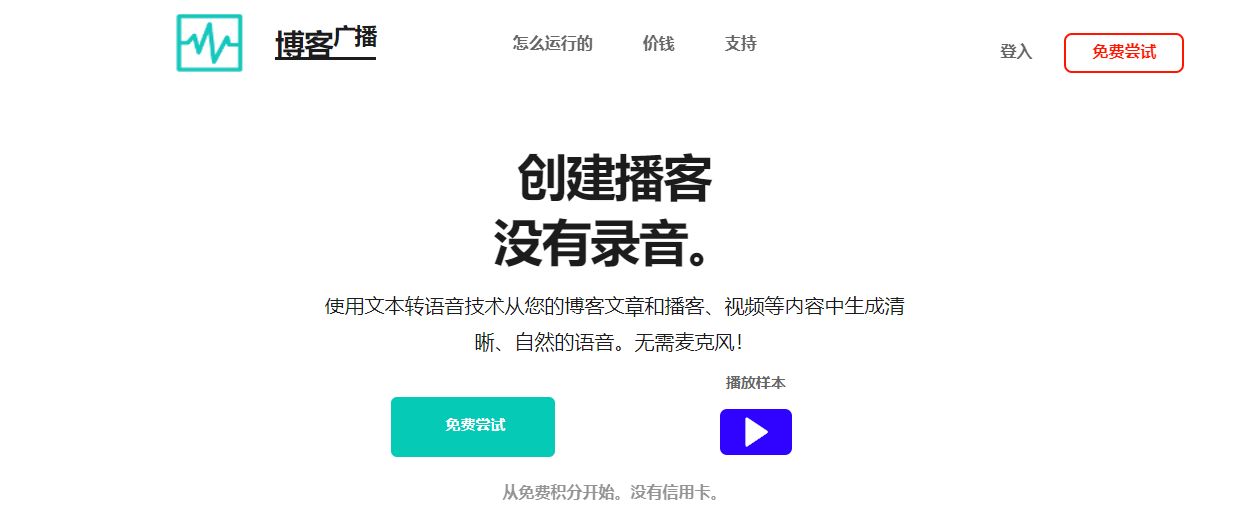 博客广播
怎么运行的
价钱
支持
登入
免费尝试
创建播客
没有录音。
使用文本转语音技术从您的博客文章和播客、视频等内容中生成清
晰、自然的语音。无需麦克风！
播放样本
免费尝试
从免费积分开始。没有信用卡。